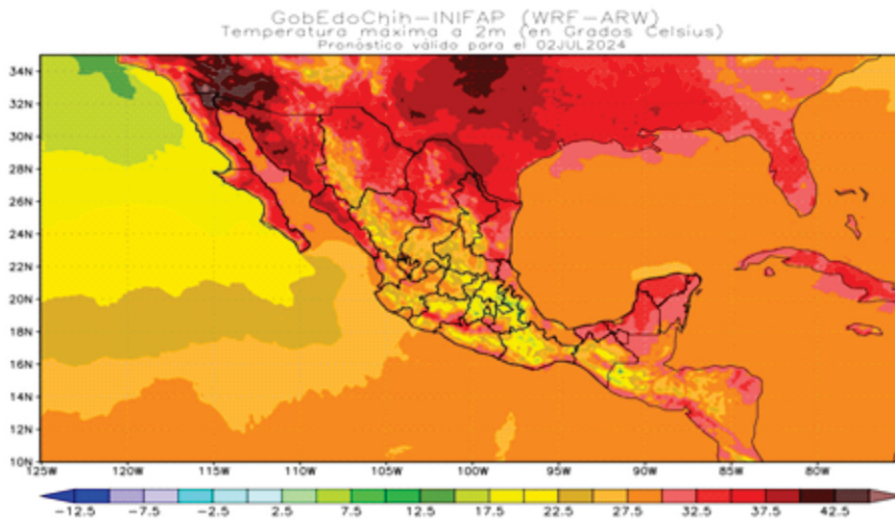 GobEdoChih-INIFAP (WRF-ARW)
Temperatura máxima a 2m (en Grados Celsius)
Pronóstico válido para el 02JUL2024
34N
32N
30N
28N
26N
24N
22N
20N
18N
16N
14N
12N
10N
125W 120W 115W 110W 105W 100W 95W 90W 85W 80W
-12.5 -7.5 -2.5 2.5 7.5 12.5 17.5 22.5 27.5 32.5 37.5 42.5